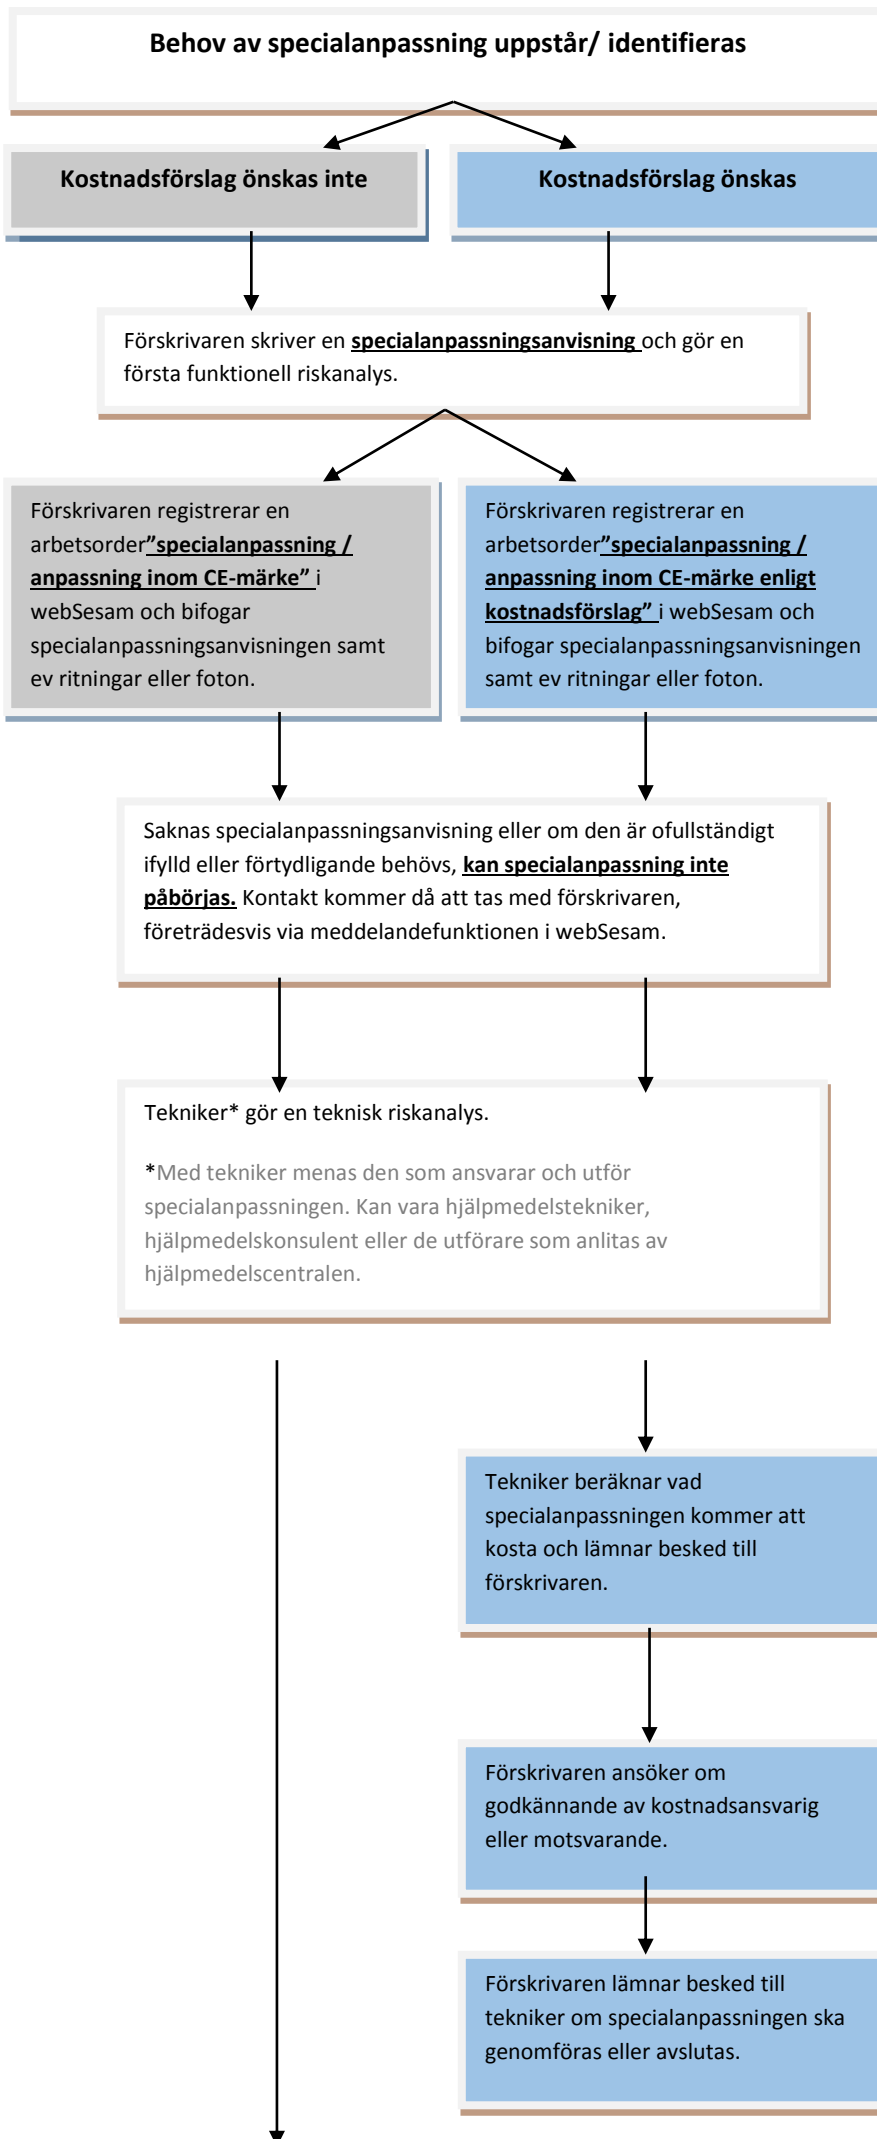 Behov av specialanpassning uppstår/ identifieras
Kostnadsförslag önskas inte
Kostnadsförslag önskas
Förskrivaren skriver en specialanpassningsanvisning och gör en
första funktionell riskanalys.
Förskrivaren registrerar en
arbetsorder”specialanpassning /
anpassning inom CE-märke” i
webSesam och bifogar
specialanpassningsanvisningen samt
ev ritningar eller foton.
Förskrivaren registrerar en
arbetsorder”specialanpassning /
anpassning inom CE-märke enligt
kostnadsförslag” i webSesam och
bifogar specialanpassningsanvisningen
samt ev ritningar eller foton.
Saknas specialanpassningsanvisning eller om den är ofullständigt
ifylld eller förtydligande behövs, kan specialanpassning inte
påbörjas. Kontakt kommer då att tas med förskrivaren,
företrädesvis via meddelandefunktionen i webSesam.
Tekniker* gör en teknisk riskanalys.
*Med tekniker menas den som ansvarar och utför
specialanpassningen. Kan vara hjälpmedelstekniker,
hjälpmedelskonsulent eller de utförare som anlitas av
hjälpmedelscentralen.
Tekniker beräknar vad
specialanpassningen kommer att
kosta och lämnar besked till
förskrivaren.
Förskrivaren ansöker om
godkännande av kostnadsansvarig
eller motsvarande.
Förskrivaren lämnar besked till
tekniker om specialanpassningen ska
genomföras eller avslutas.